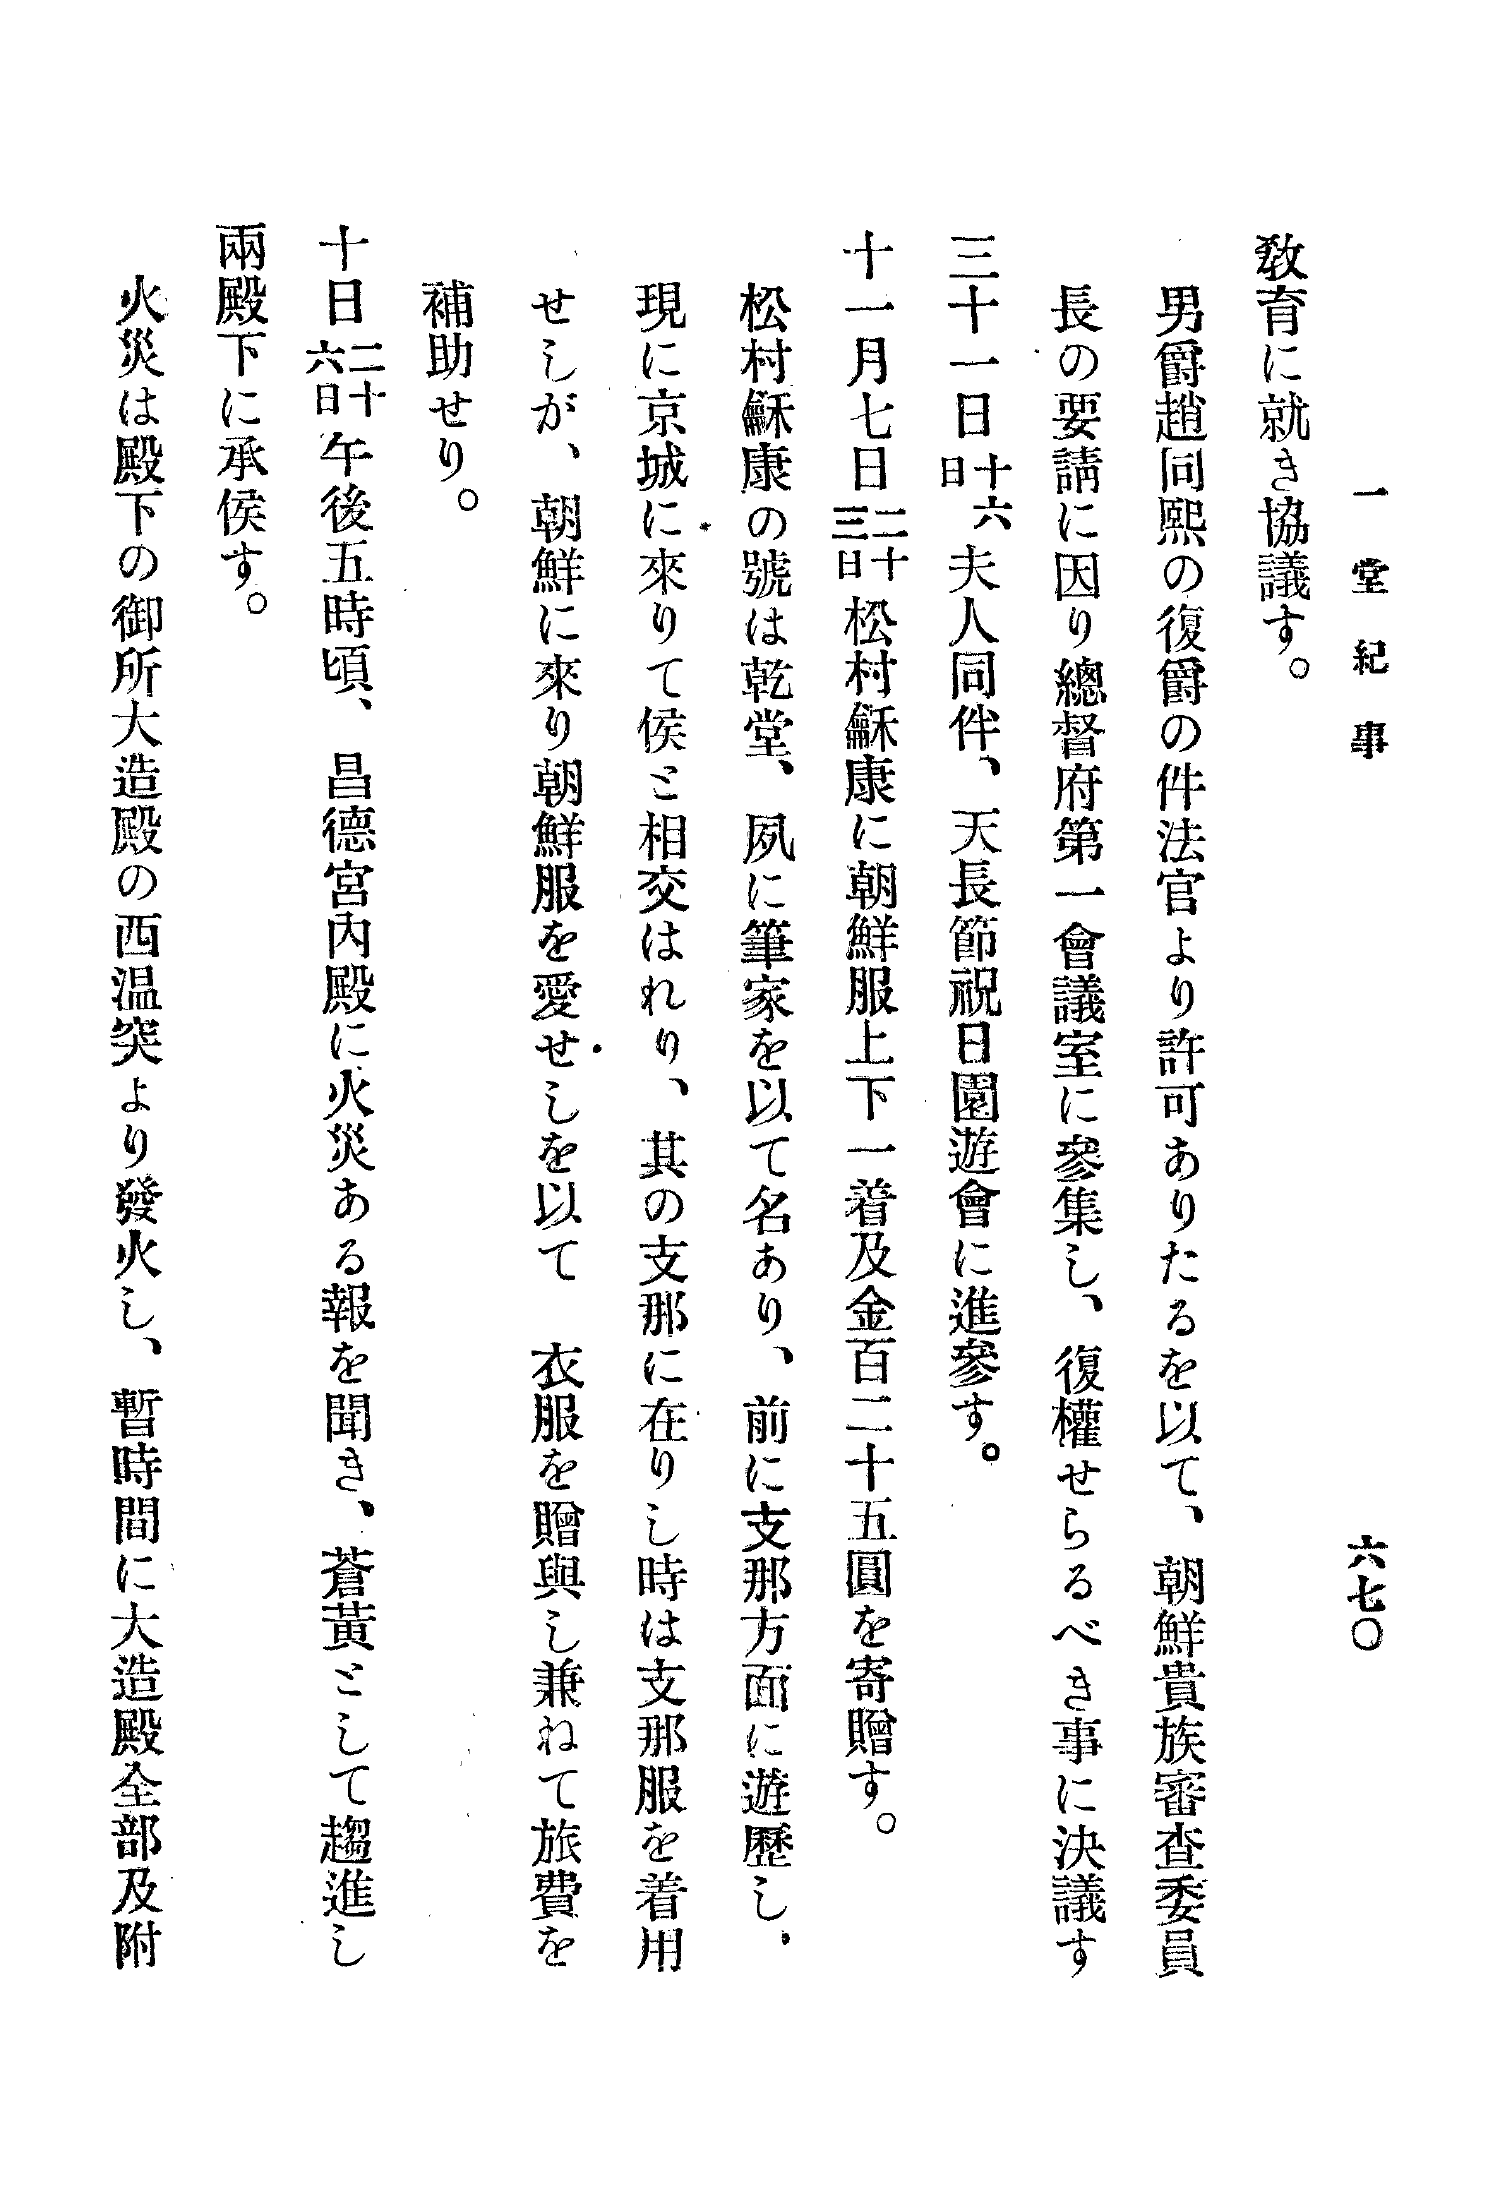 一堂紀事
六七〇
敎育に就き協議す。
男爵趙同熙の復爵の件法官より許可ありたるを以て、朝鮮貴族審査委員
長の要請に因り總督府第一會議室に參集し、復權せらるべき事に決議す
三十一日十六日夫人同伴、天長節祝日園遊會に進參す。
十一月七日二十三日松村龢康に朝鮮服上下一着及金百二十五圓を寄贈す。
松村龢康の號は乾堂、夙に筆家を以て名あり、前に支那方面に遊歷し、
現に京城に來りて侯と相交はれり、其の支那に在りし時は支那服を着用
せしが、朝鮮に來り朝鮮服を愛せしを以て 衣服を贈與し兼ねて旅費を
補助せり。
十日二十六日午後五時頃、昌德宮內殿に火災ある報を聞き、蒼黃として趨進し
兩殿下に承侯す。
火災は殿下の御所大造殿の西温突より發火し、暫時間に大造殿全部及附